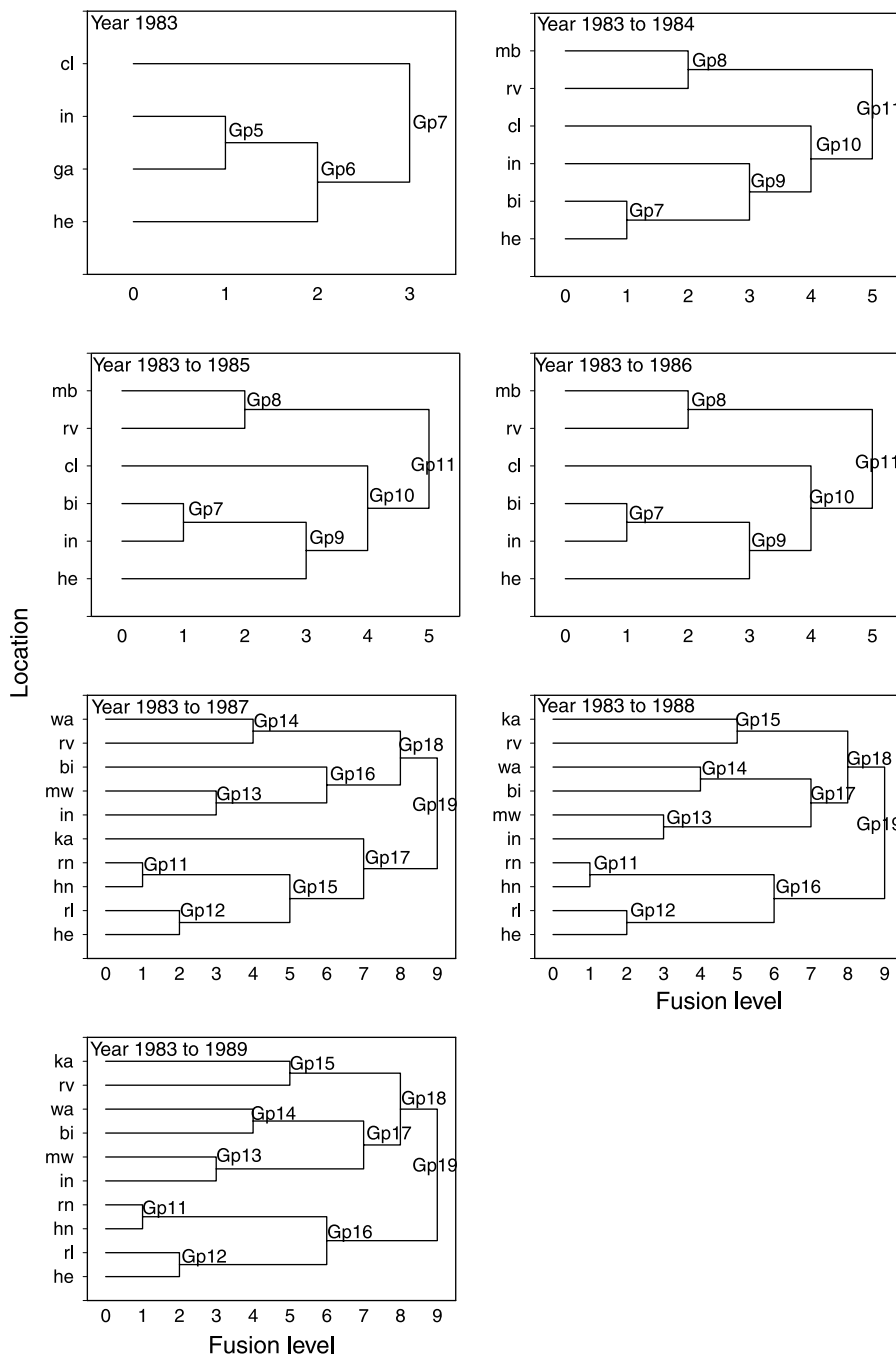 Year 1983
cl
in
ga
he
Gp5
Gp6
Gp7
0 1 2 3
Year 1983 to 1984
mb
rv
cl
in
bi
he
Gp8
Gp11
Gp10
Gp9
Gp7
0 1 2 3 4 5
Year 1983 to 1985
mb
rv
cl
bi
in
he
Gp8
Gp11
Gp10
Gp7
Gp9
0 1 2 3 4 5
Year 1983 to 1986
mb
rv
cl
bi
in
he
Gp8
Gp11
Gp10
Gp7
Gp9
0 1 2 3 4 5
Location
Year 1983 to 1987
wa
rv
bi
mw
in
ka
rn
hn
rl
he
Gp14
Gp18
Gp16
Gp13
Gp19
Gp17
Gp11
Gp15
Gp12
0 1 2 3 4 5 6 7 8 9
Year 1983 to 1988
ka
rv
wa
bi
mw
in
rn
hn
rl
he
Gp15
Gp18
Gp14
Gp17
Gp13
Gp19
Gp11
Gp16
Gp12
0 1 2 3 4 5 6 7 8 9
Fusion level
Year 1983 to 1989
ka
rv
wa
bi
mw
in
rn
hn
rl
he
Gp15
Gp18
Gp14
Gp17
Gp13
Gp19
Gp11
Gp16
Gp12
0 1 2 3 4 5 6 7 8 9
Fusion level